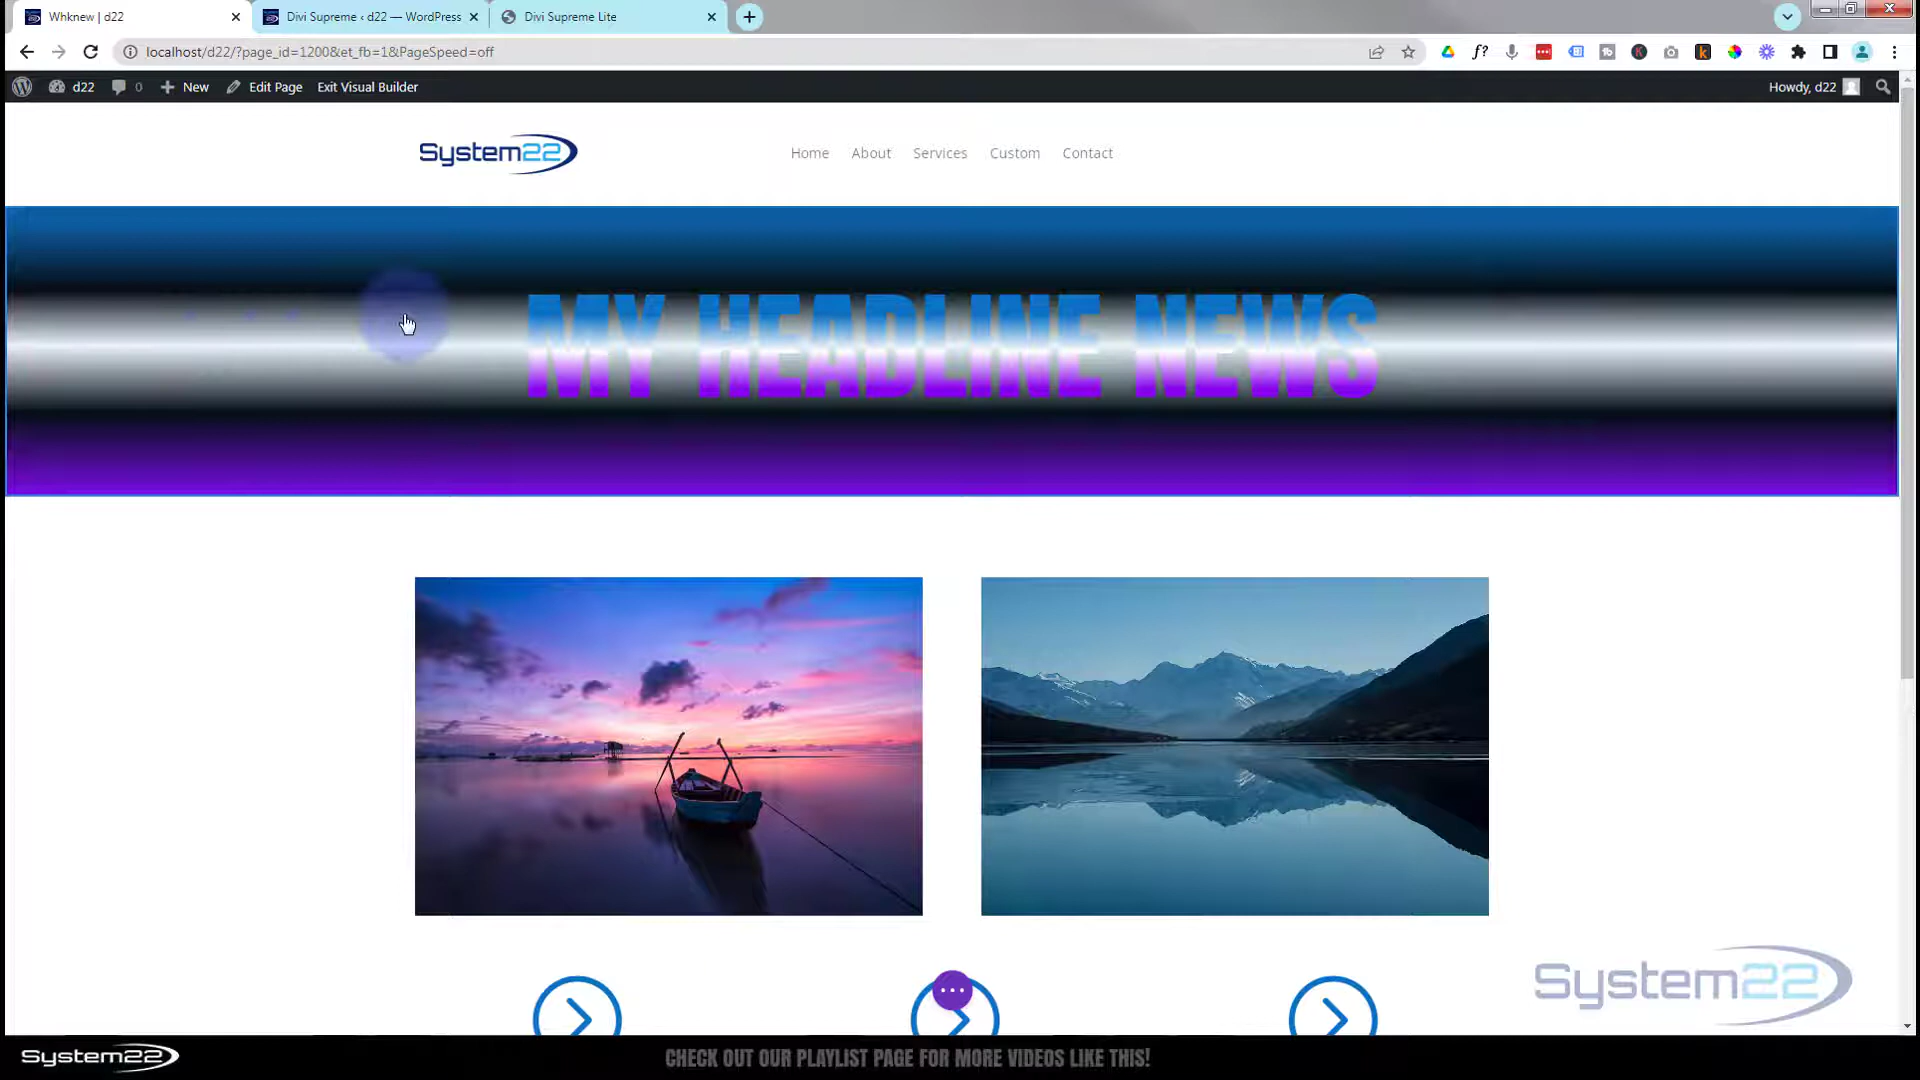 Whknew | d22
Divi Supreme ‹ d22 — WordPress
Divi Supreme Lite
localhost/d22/?page_id=1200&et_fb=1&PageSpeed=off
d22
0
New
Edit Page
Exit Visual Builder
Howdy, d22
System22
Home
About
Services
Custom
Contact
MY HEADLINE NEWS
System22
System22
CHECK OUT OUR PLAYLIST PAGE FOR MORE VIDEOS LIKE THIS!